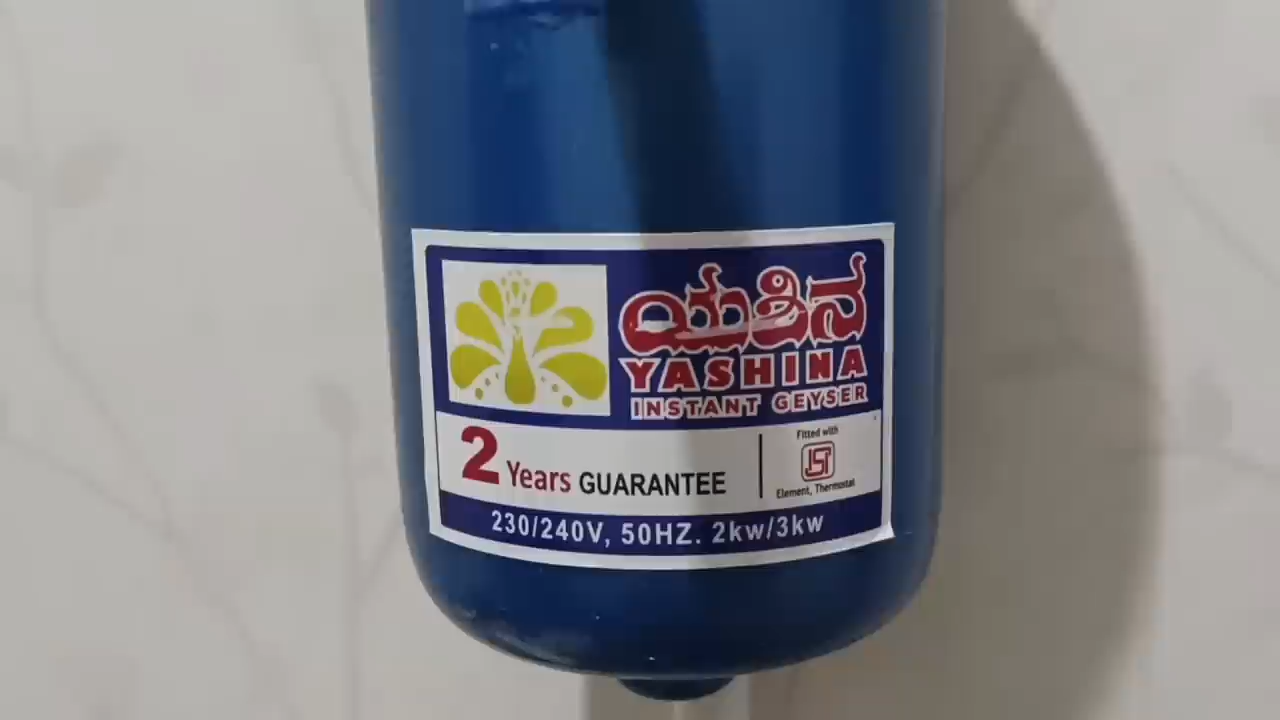 ಯಶಿನ
YASHINA
INSTANT GEYSER
2 Years GUARANTEE
Fitted with
ISI
Element, Thermostat
230/240V, 50HZ. 2kw/3kw